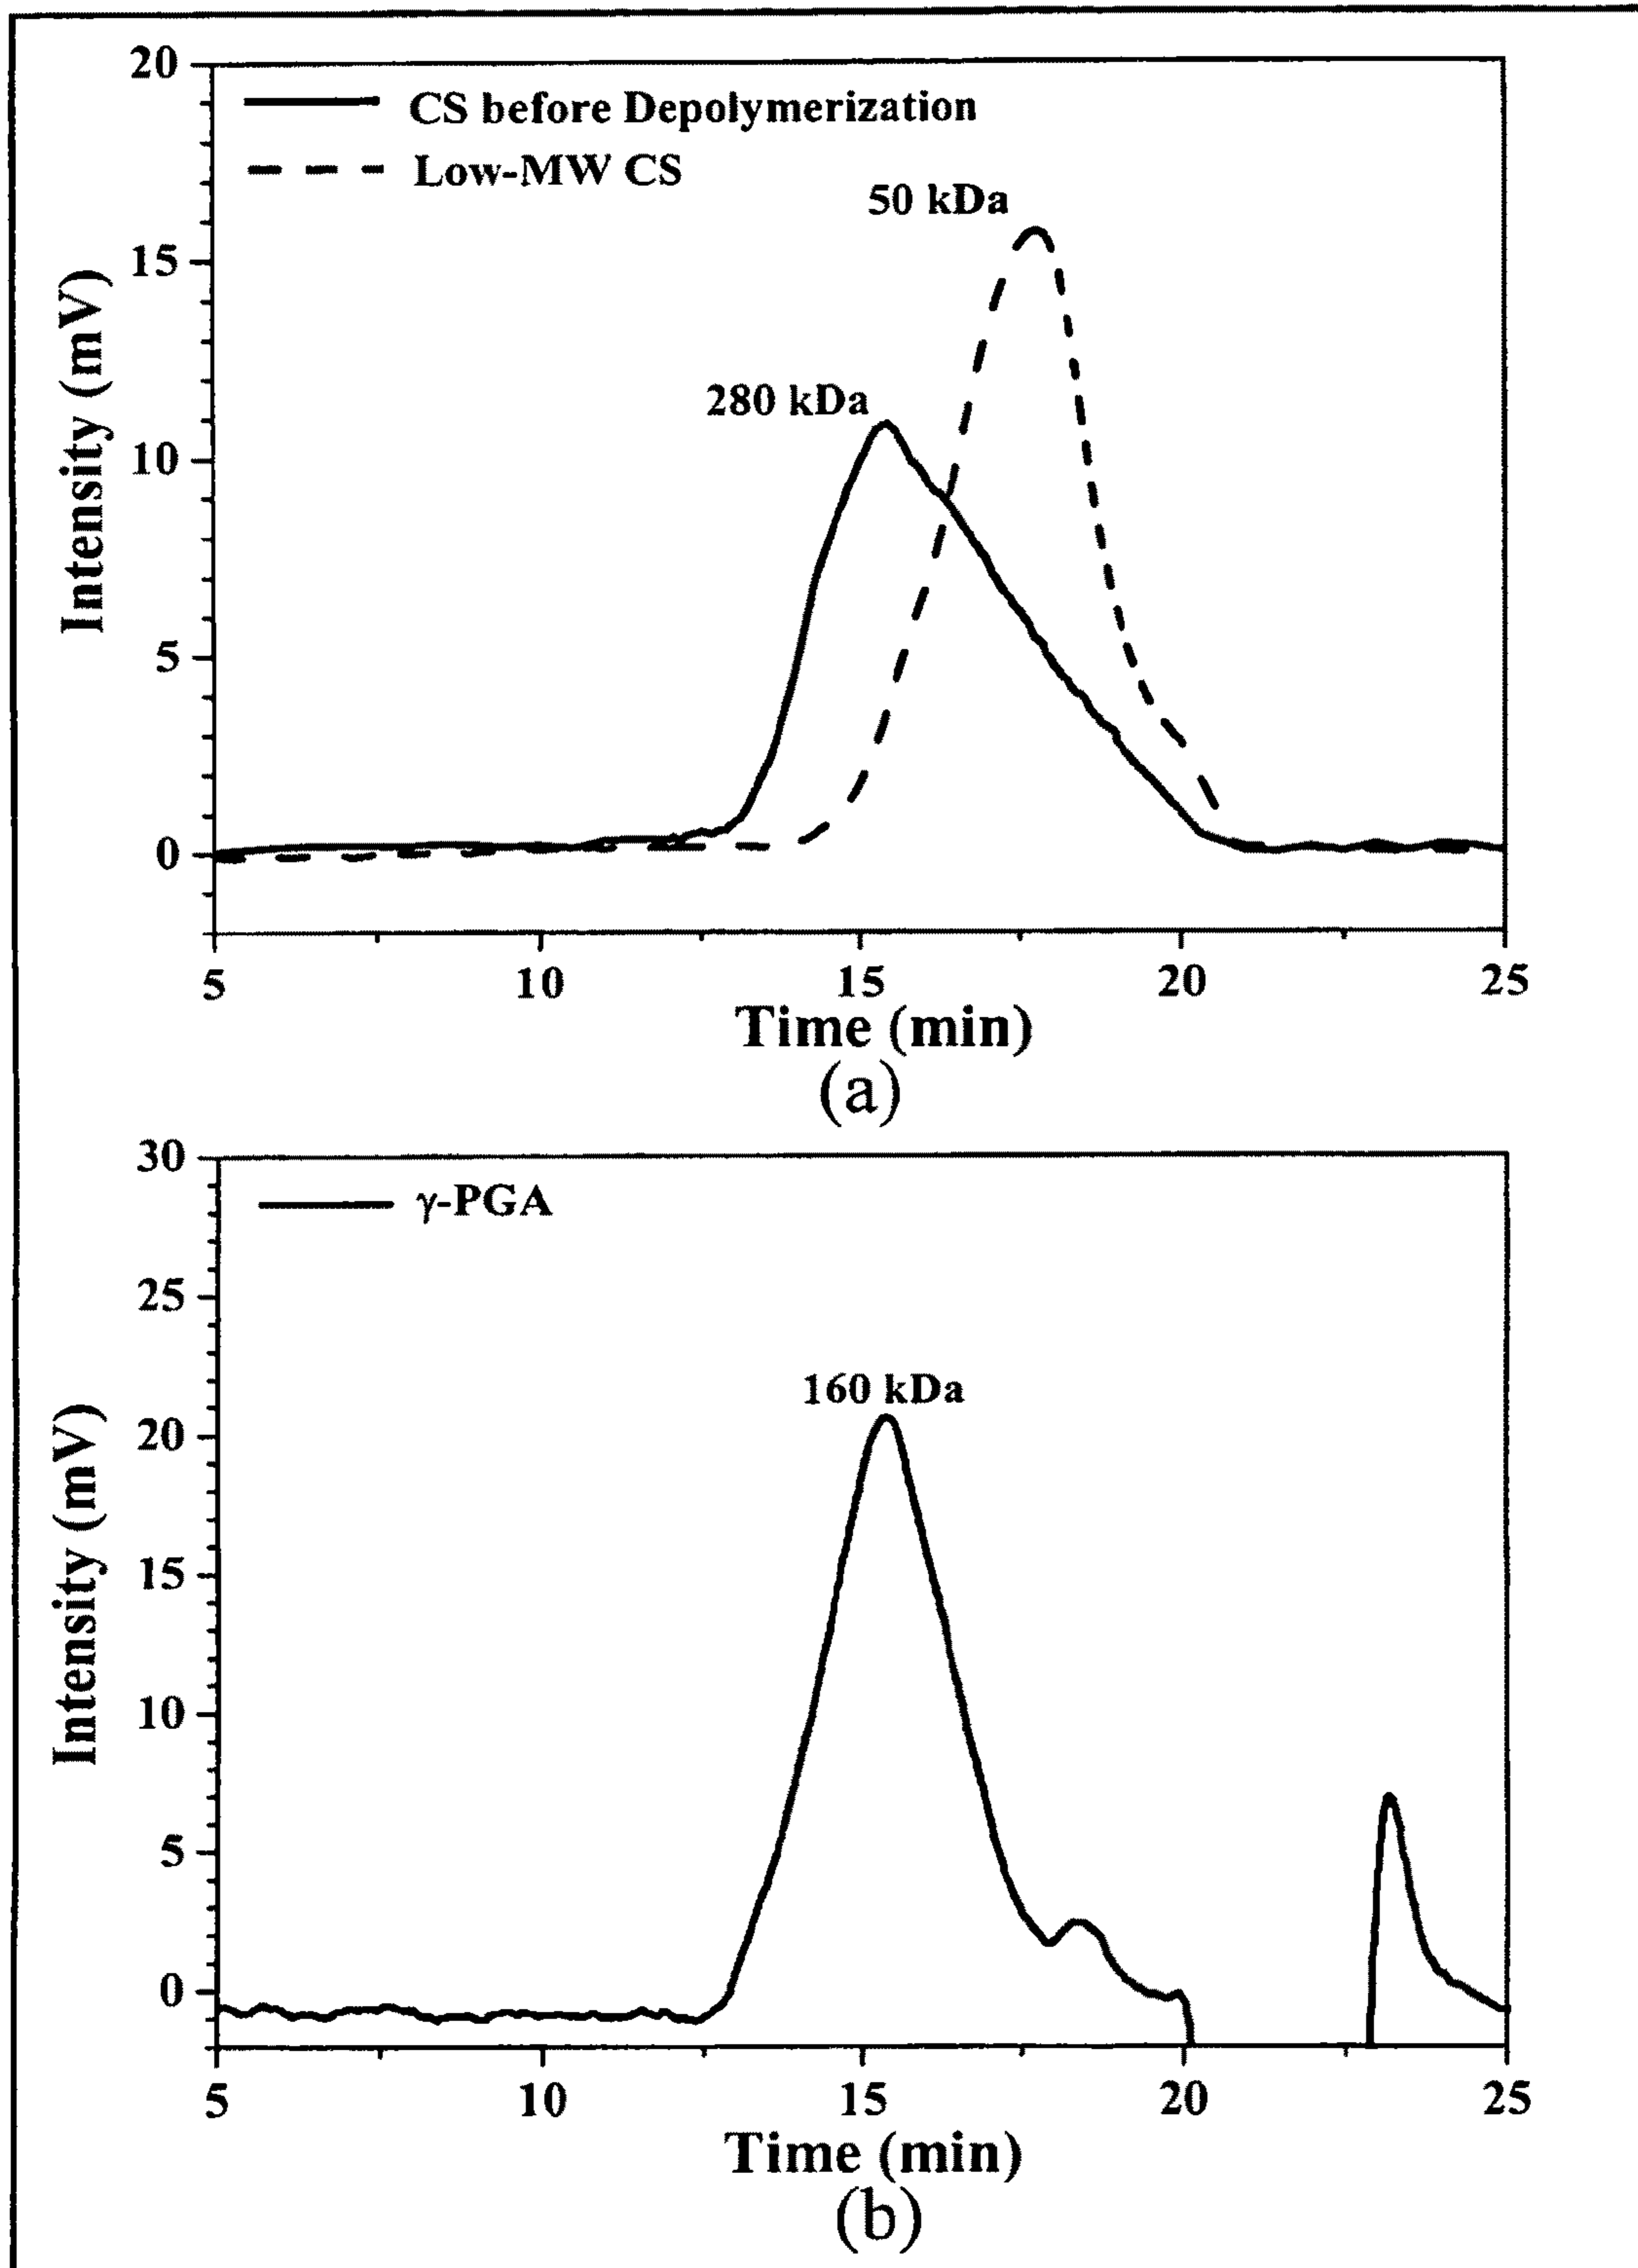 20
CS before Depolymerization
Low-MW CS
50 kDa
15
280 kDa
10
5
0
Intensity (mV)
5 10 15 20 25
Time (min)
(a)
30
γ-PGA
25
160 kDa
20
15
10
5
0
Intensity (mV)
5 10 15 20 25
Time (min)
(b)